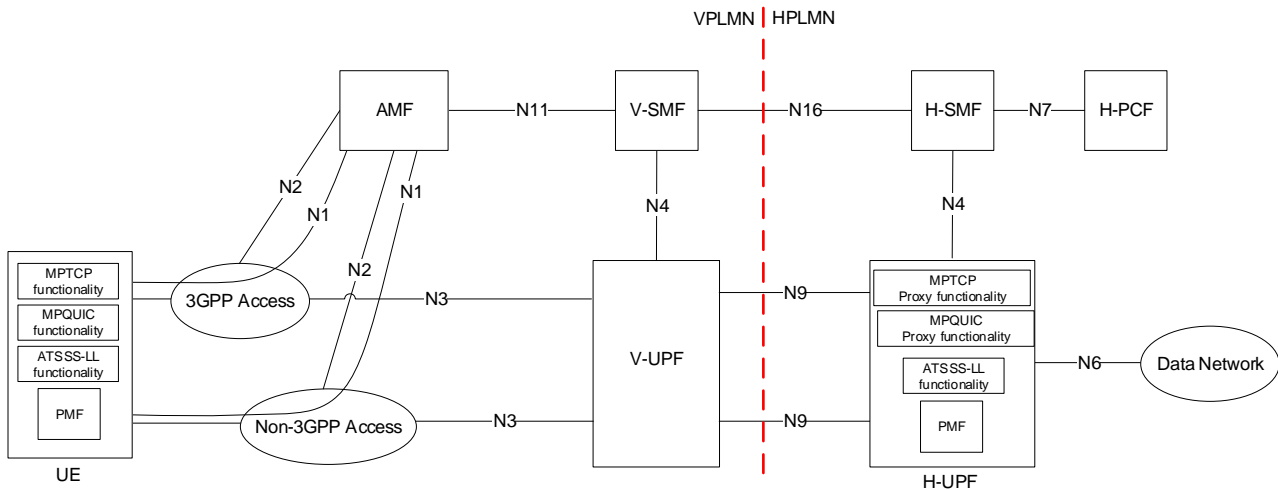 VPLMN HPLMN
AMF
N11
V-SMF
N16
H-SMF
N7
H-PCF
N2
N1
N1
N4
N4
N2
MPTCP
functionality
MPQUIC
functionality
ATSSS-LL
functionality
PMF
UE
3GPP Access
N3
Non-3GPP Access
N3
V-UPF
N9
N9
MPTCP
Proxy functionality
MPQUIC
Proxy functionality
ATSSS-LL
functionality
PMF
H-UPF
N6
Data Network